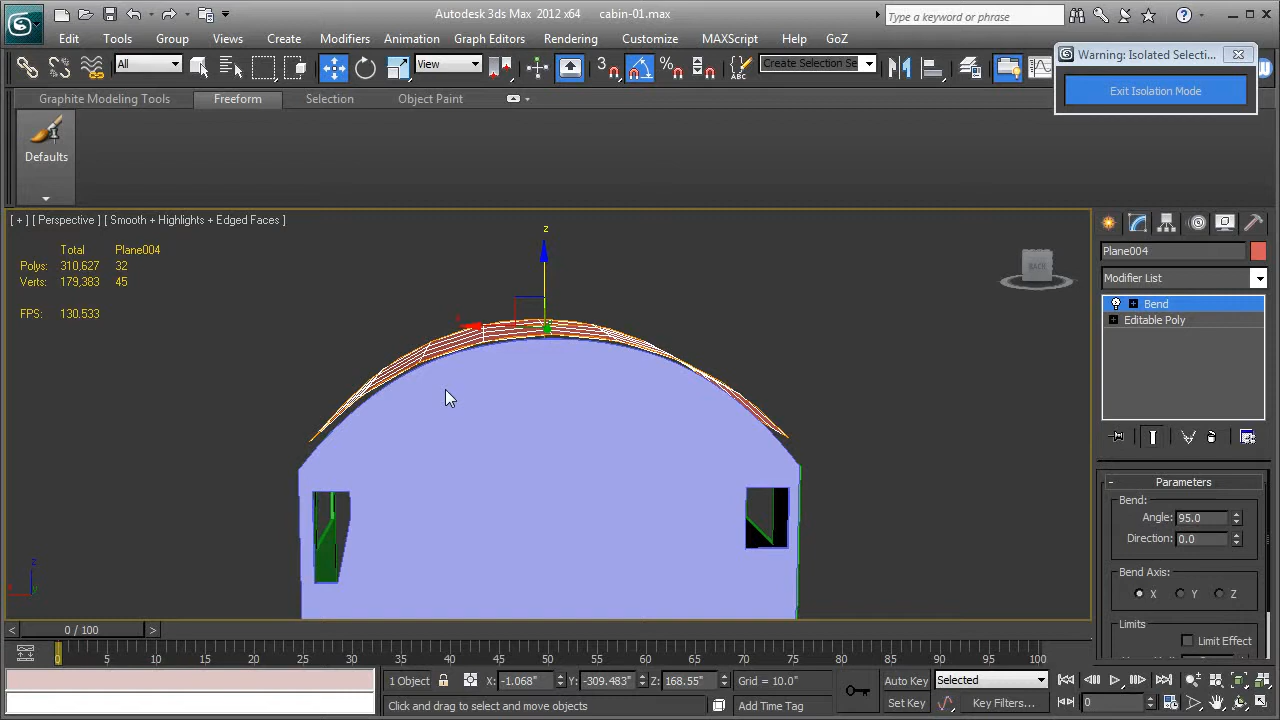 Autodesk 3ds Max 2012 x64 cabin-01.max
Type a keyword or phrase
Edit Tools Group Views Create Modifiers Animation Graph Editors Rendering Customize MAXScript Help GoZ
Warning: Isolated Selecti...
Exit Isolation Mode
All
View
3
Create Selection Se
Graphite Modeling Tools Freeform Selection Object Paint
Defaults
[ + ] [ Perspective ] [ Smooth + Highlights + Edged Faces ]
Total Plane004
Polys: 310,627 32
Verts: 179,383 45
FPS: 130.533
z
BACK
Plane004
Modifier List
Bend
Editable Poly
Parameters
Bend:
Angle: 95.0
Direction: 0.0
Bend Axis:
X Y Z
Limits
Limit Effect
z
x
y
0 / 100
0 5 10 15 20 25 30 35 40 45 50 55 60 65 70 75 80 85 90 95 100
1 Object X: -1.068" Y: -309.483" Z: 168.55" Grid = 10.0" Auto Key Selected
Click and drag to select and move objects Add Time Tag Set Key Key Filters... 0